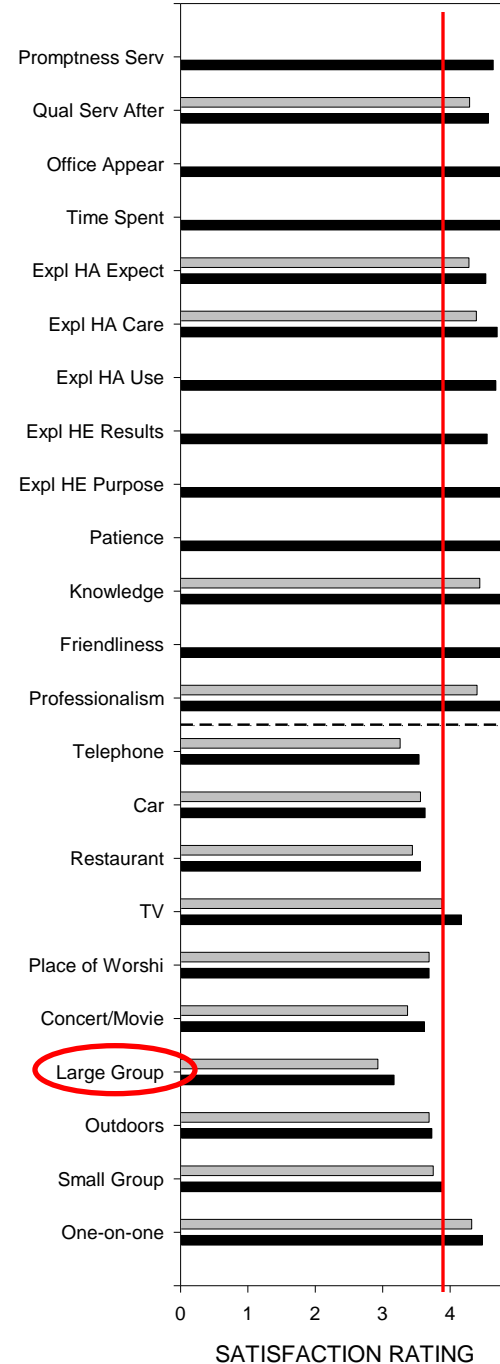 Promptness Serv
Qual Serv After
Office Appear
Time Spent
Expl HA Expect
Expl HA Care
Expl HA Use
Expl HE Results
Expl HE Purpose
Patience
Knowledge
Friendliness
Professionalism
Telephone
Car
Restaurant
TV
Place of Worshi
Concert/Movie
Large Group
Outdoors
Small Group
One-on-one
0 1 2 3 4
SATISFACTION RATING